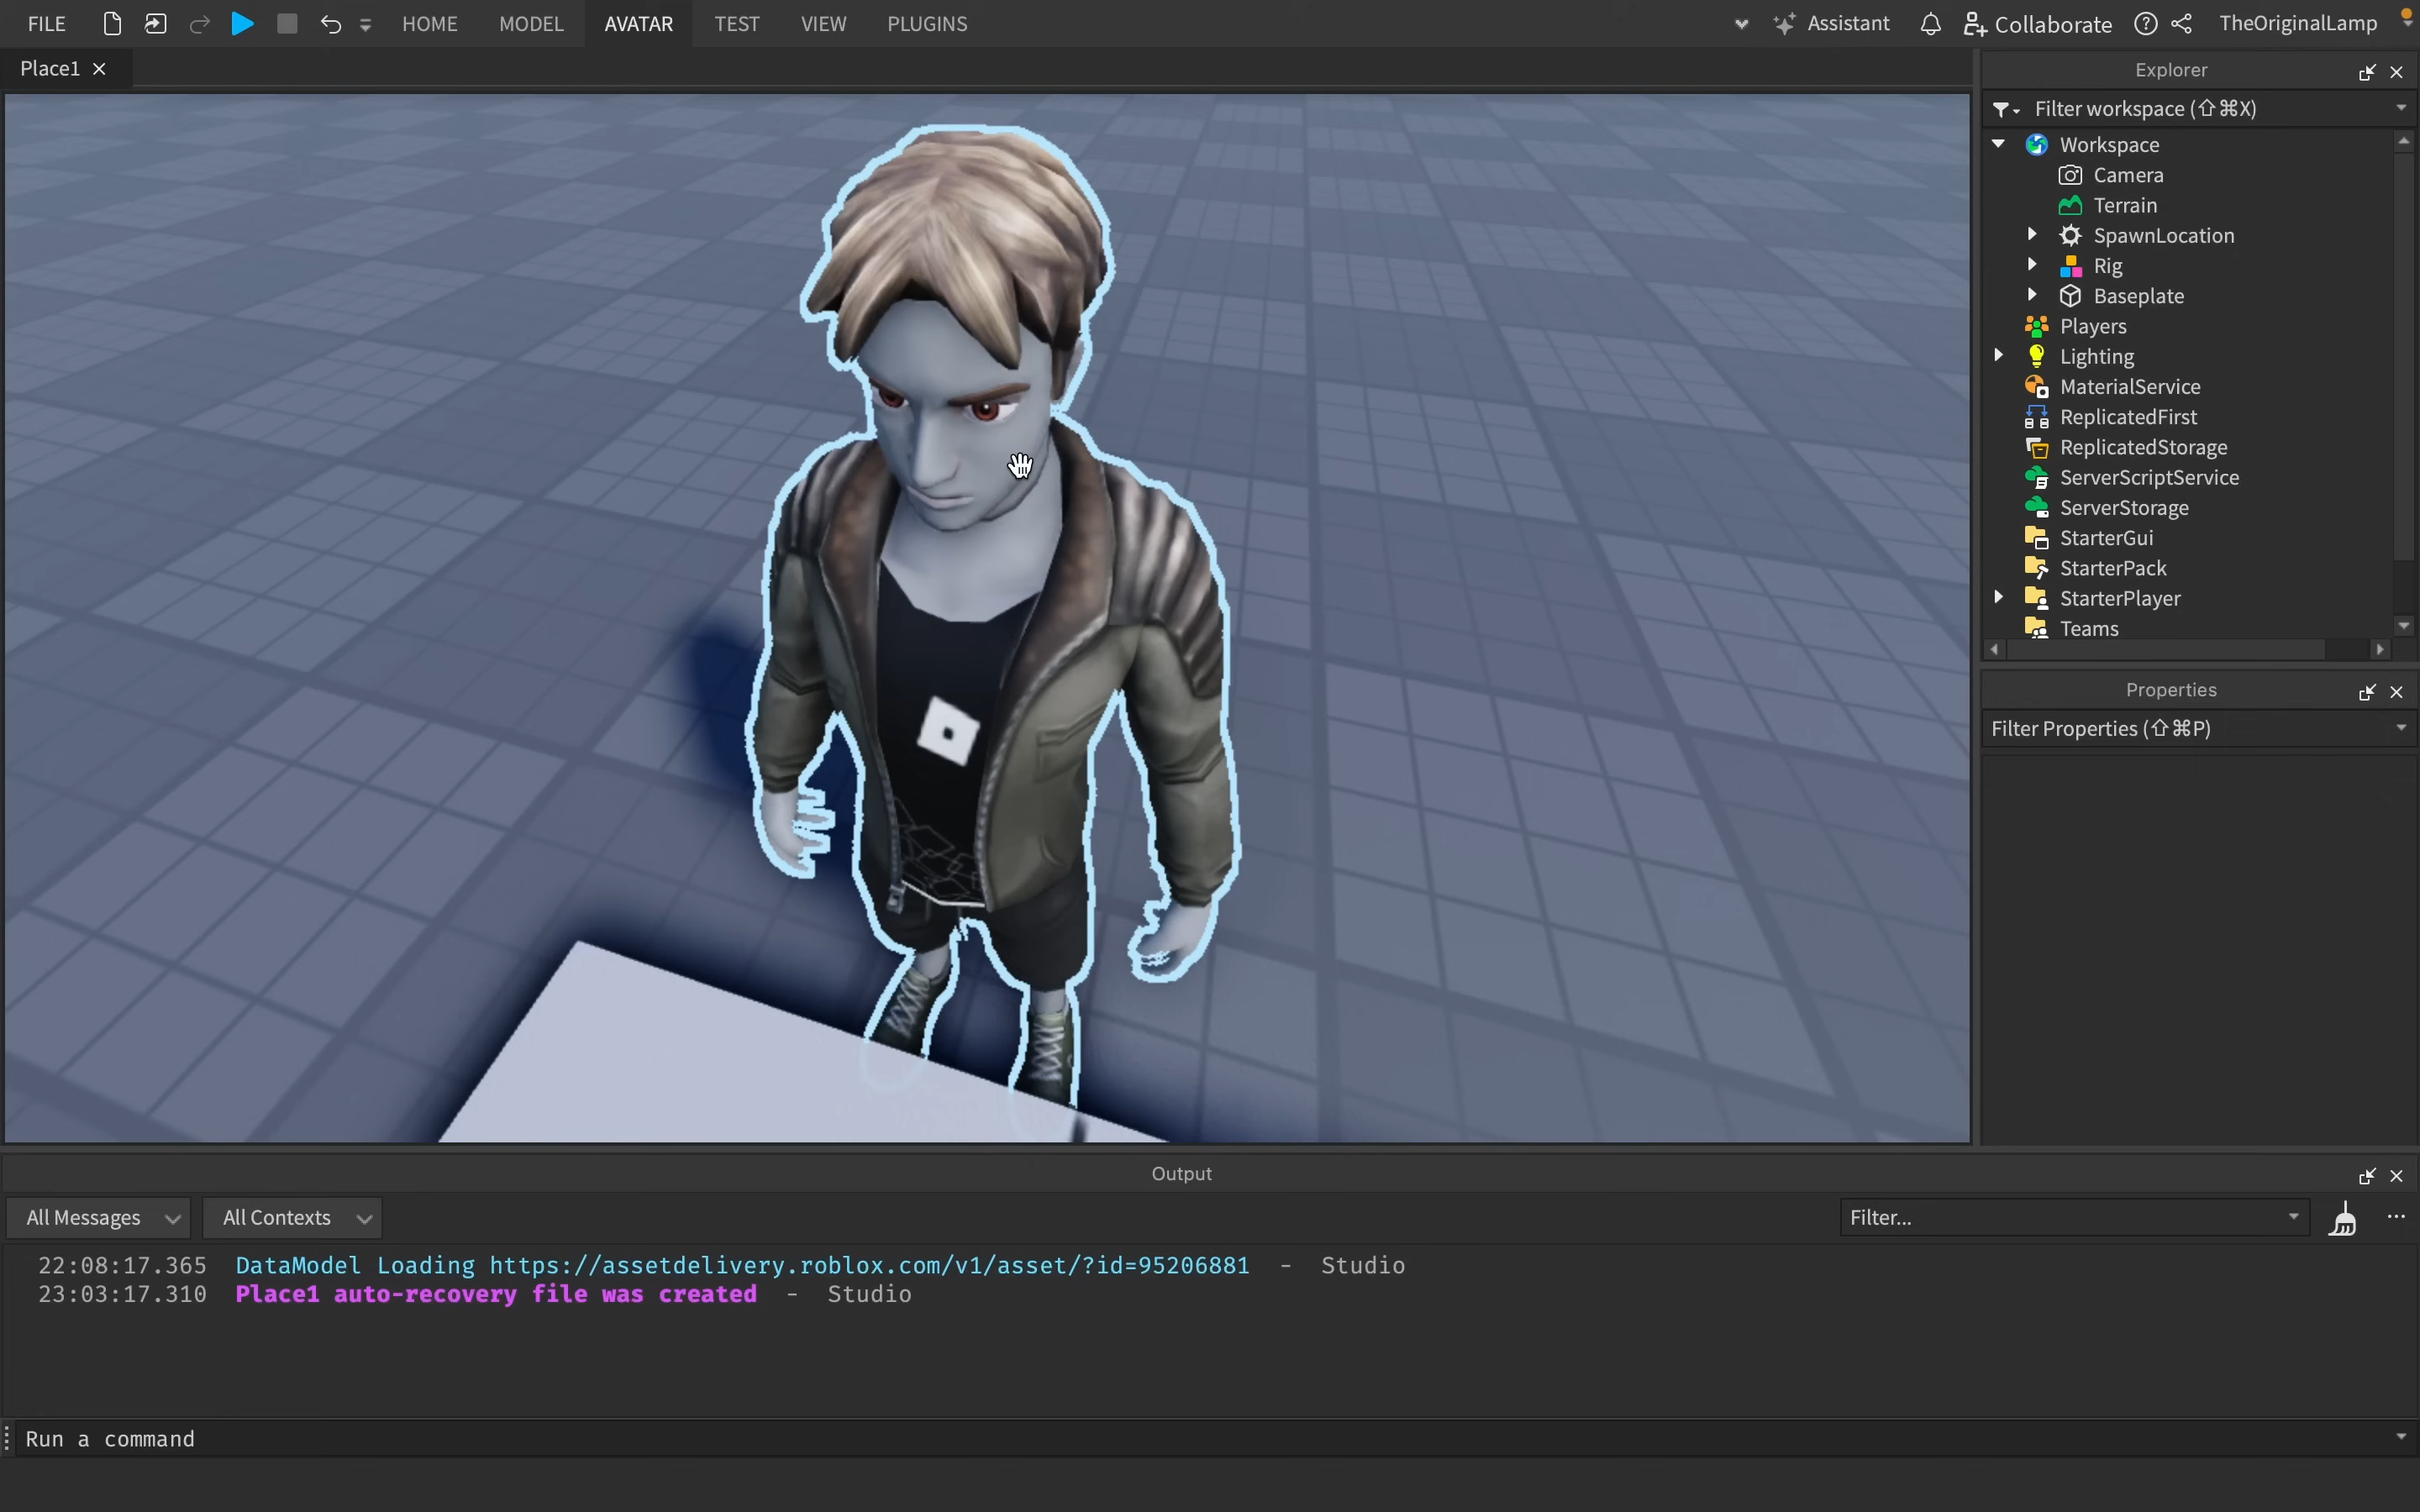 FILE HOME MODEL AVATAR TEST VIEW PLUGINS Assistant Collaborate TheOriginalLamp
Place1
Explorer
Filter workspace (⇧⌘X)
Workspace
Camera
Terrain
SpawnLocation
Rig
Baseplate
Players
Lighting
MaterialService
ReplicatedFirst
ReplicatedStorage
ServerScriptService
ServerStorage
StarterGui
StarterPack
StarterPlayer
Teams
Properties
Filter Properties (⇧⌘P)
Output
All Messages All Contexts Filter...
22:08:17.365 DataModel Loading https://assetdelivery.roblox.com/v1/asset/?id=95206881 - Studio
23:03:17.310 Place1 auto-recovery file was created - Studio
Run a command